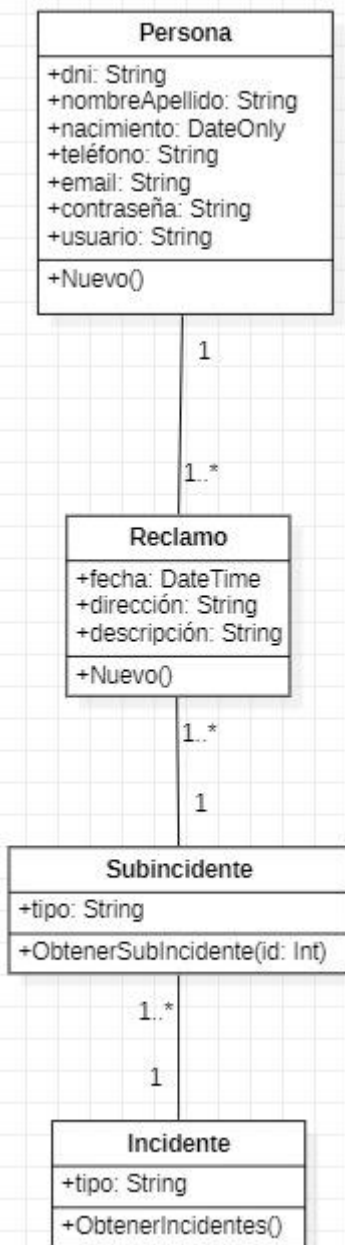 Persona
+dni: String
+nombreApellido: String
+nacimiento: DateOnly
+teléfono: String
+email: String
+contraseña: String
+usuario: String
+Nuevo()
1
1..*
Reclamo
+fecha: DateTime
+dirección: String
+descripción: String
+Nuevo()
1..*
1
Subincidente
+tipo: String
+ObtenerSubIncidente(id: Int)
1..*
1
Incidente
+tipo: String
+ObtenerIncidentes()